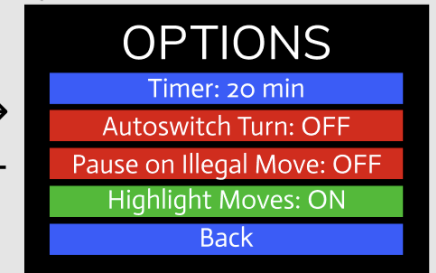 OPTIONS
Timer: 20 min
Autoswitch Turn: OFF
Pause on Illegal Move: OFF
Highlight Moves: ON
Back